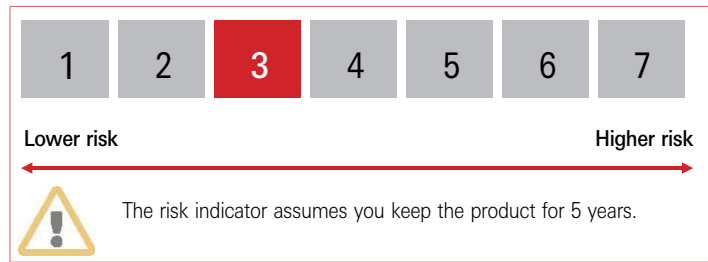 1 2 3 4 5 6 7
Lower risk Higher risk
The risk indicator assumes you keep the product for 5 years.